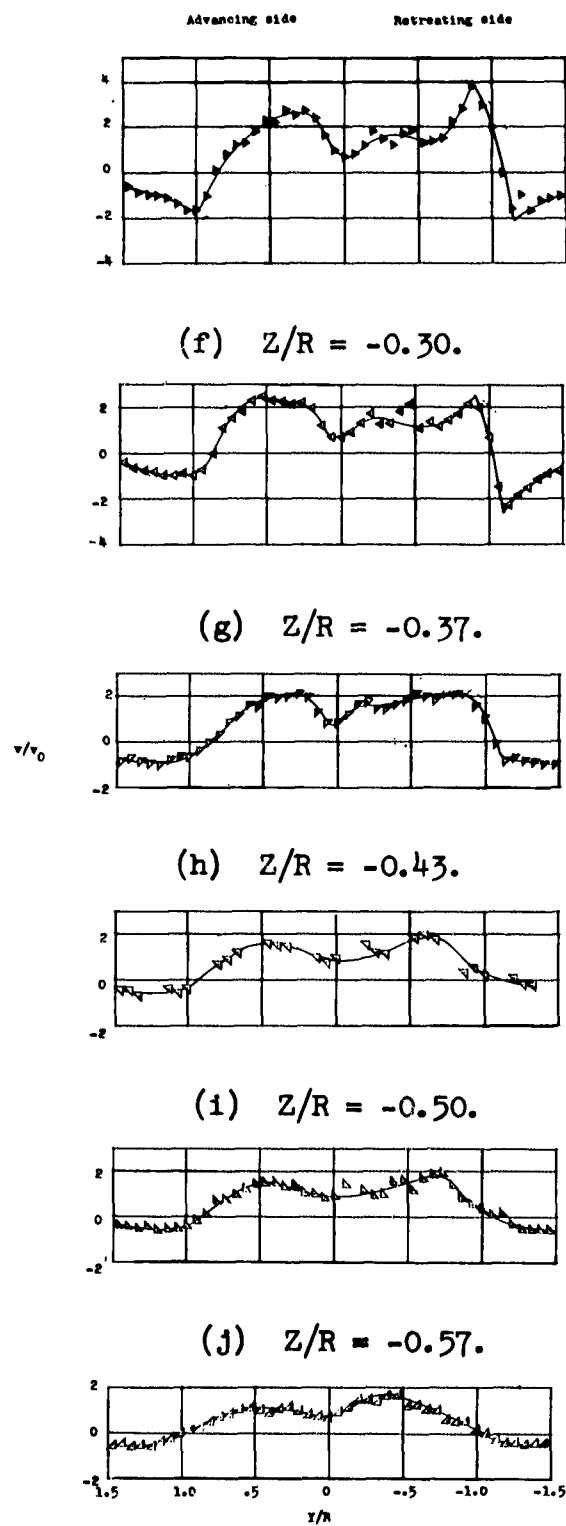 Advancing side Retreating side
4
2
0
-2
-4
(f) Z/R = -0.30.
2
0
-2
-4
(g) Z/R = -0.37.
2
0
-2
(h) Z/R = -0.43.
v/v0
2
0
-2
(i) Z/R = -0.50.
2
0
-2
(j) Z/R = -0.57.
2
0
-2
1.5 1.0 .5 0 -.5 -1.0 -1.5
Y/R